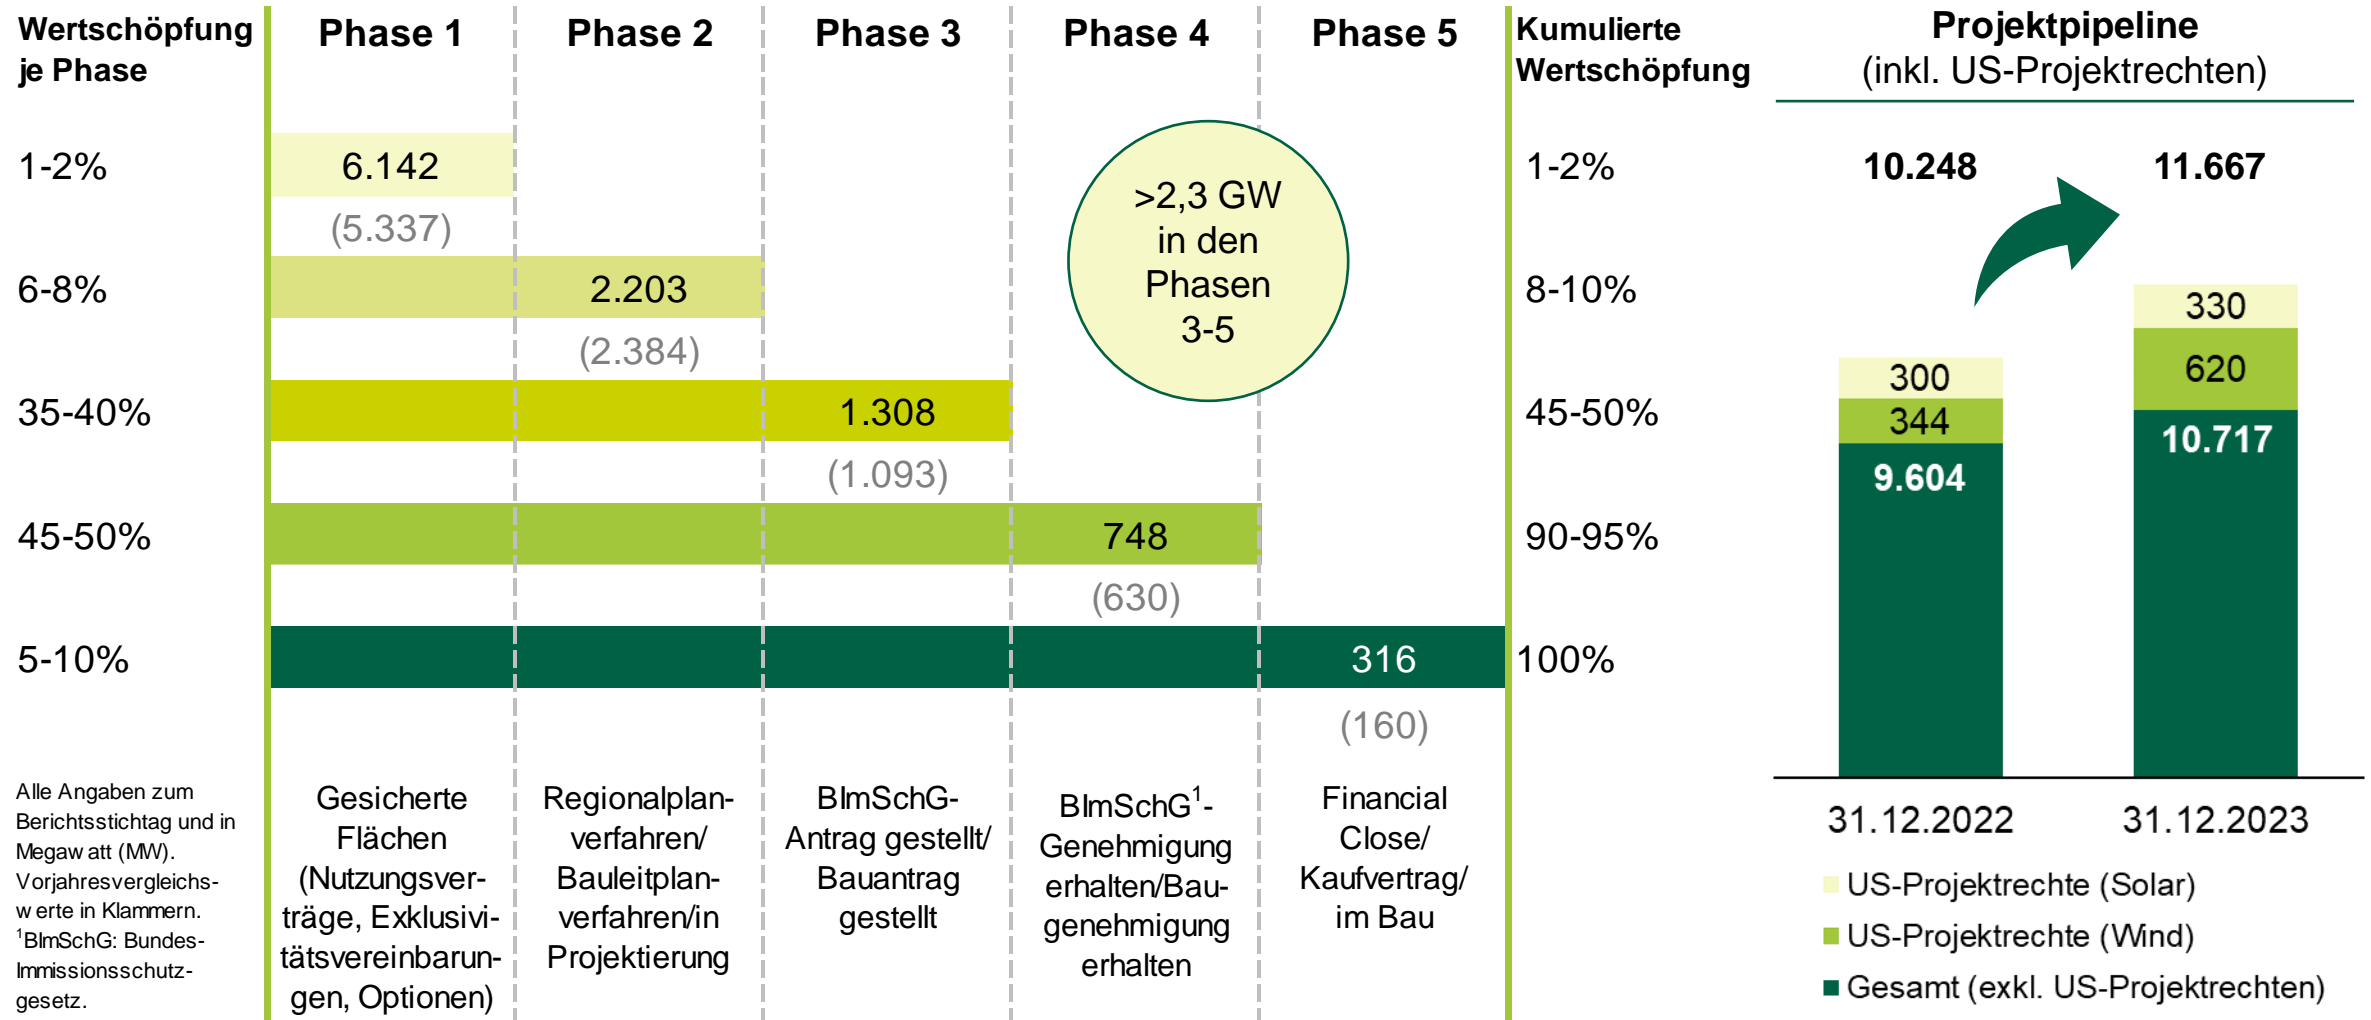 Wertschöpfung
je Phase
Phase 1
Phase 2
Phase 3
Phase 4
Phase 5
Kumulierte
Wertschöpfung
1-2%
6.142
(5.337)
1-2%
6-8%
2.203
(2.384)
8-10%
35-40%
1.308
(1.093)
45-50%
45-50%
748
(630)
90-95%
5-10%
316
(160)
100%
>2,3 GW
in den
Phasen
3-5
Alle Angaben zum
Berichtsstichtag und in
Megawatt (MW).
Vorjahresvergleichs-
werte in Klammern.
¹BImSchG: Bundes-
Immissionsschutz-
gesetz.
Gesicherte
Flächen
(Nutzungsver-
träge, Exklusivi-
tätsvereinbarun-
gen, Optionen)
Regionalplan-
verfahren/
Bauleitplan-
verfahren/in
Projektierung
BImSchG-
Antrag gestellt/
Bauantrag
gestellt
BImSchG¹-
Genehmigung
erhalten/Bau-
genehmigung
erhalten
Financial
Close/
Kaufvertrag/
im Bau
Projektpipeline
(inkl. US-Projektrechten)
10.248
11.667
300
344
9.604
330
620
10.717
31.12.2022
31.12.2023
US-Projektrechte (Solar)
US-Projektrechte (Wind)
Gesamt (exkl. US-Projektrechten)